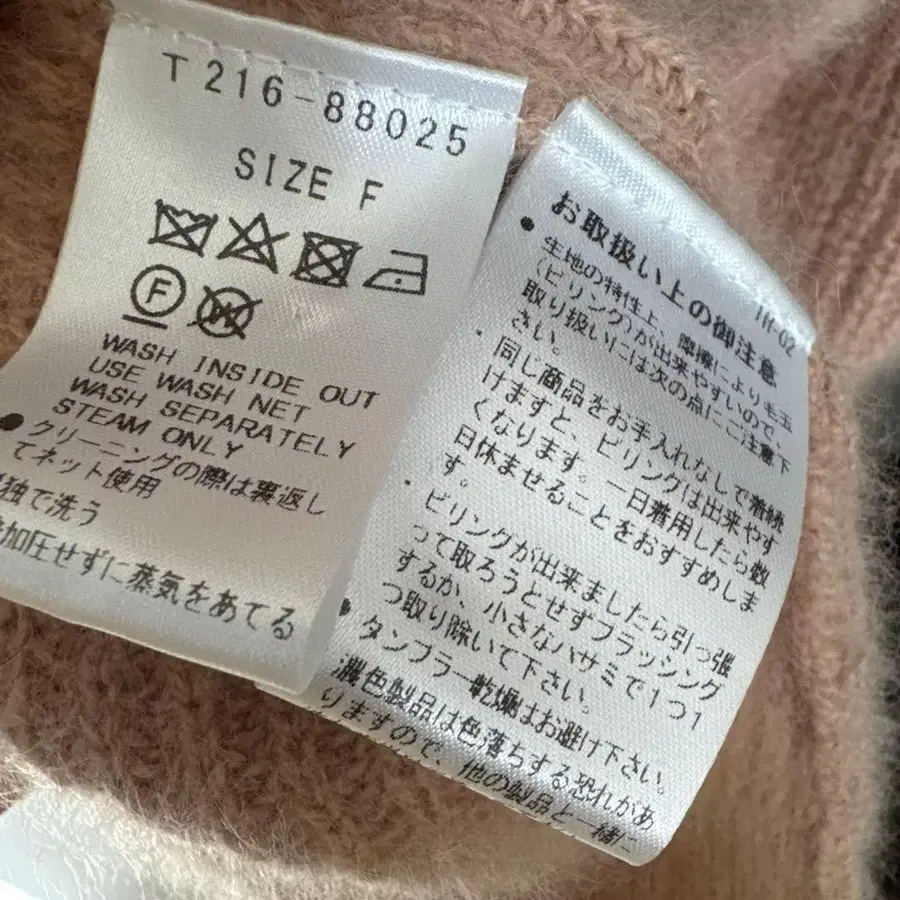 T216-88025
SIZE F
F
W
WASH INSIDE OUT
USE WASH NET
WASH SEPARATELY
STEAM ONLY
●クリーニングの際は裏返し
てネット使用
独で洗う
加圧せずに蒸気をあてる
TH-02
お取扱い上の御注意
●生地の特性上、摩擦により毛玉
(ピリング)が出来やすいので、
取り扱いには次の点にご注意下
さい。
・同じ商品をお手入れなしで着続
けますと、ピリングは出来やす
くなります。一日着用したら数
日休ませることをおすすめしま
す。
・ピリングが出来ましたら引っ張
って取ろうとせずブラッシング
するか、小さなハサミで1つ1
つ取り除いて下さい。
●タンブラー乾燥はお避け下さい。
濃色製品は色落ちする恐れがあ
りますので、他の製品と一緒に